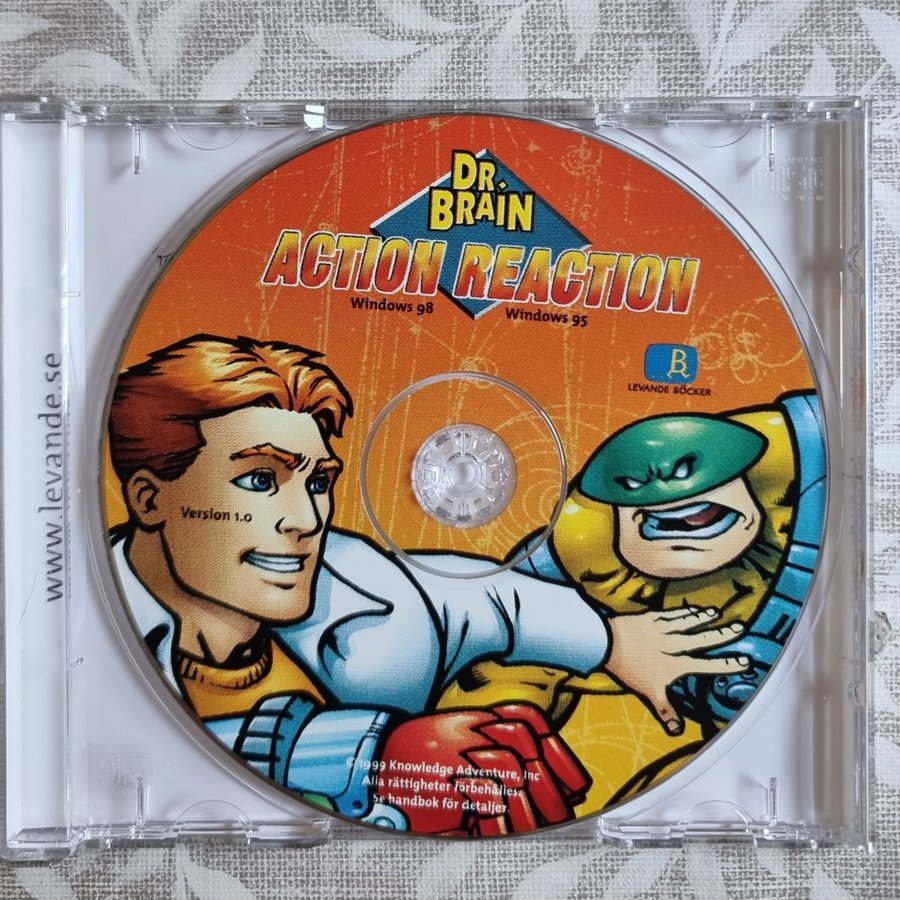 DR.
BRAIN
ACTION REACTION
Windows 98
Windows 95
B
LEVANDE BÖCKER
www.levande.se
Version 1.0
©1999 Knowledge Adventure, Inc
Alla rättigheter förbehålles.
Se handbok för detaljer.